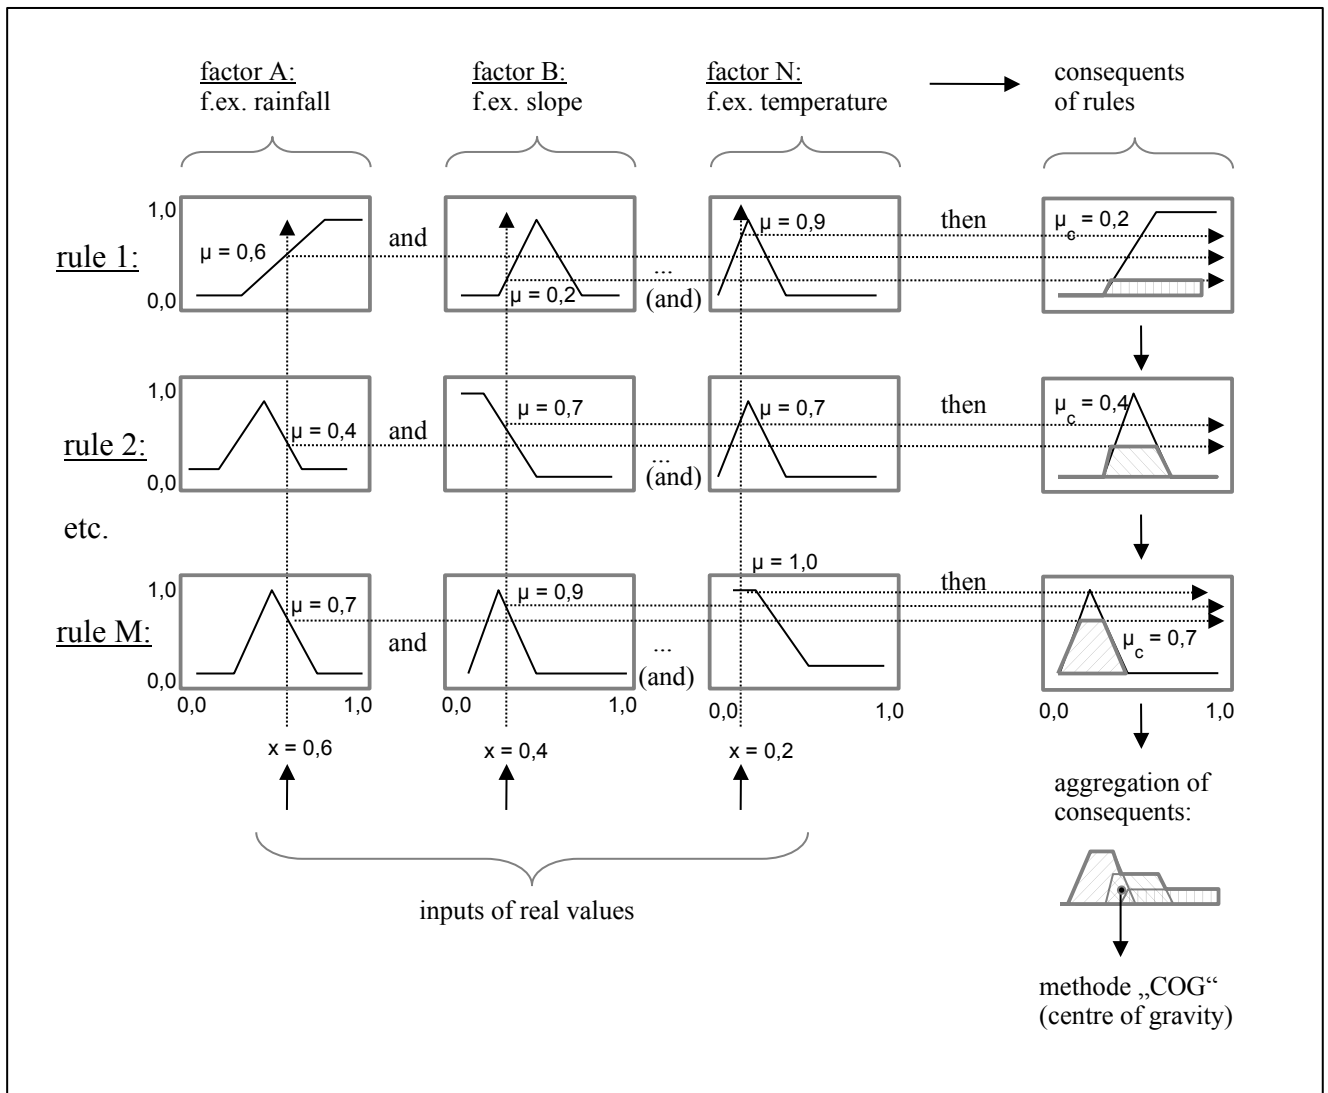 factor A:
f.ex. rainfall
factor B:
f.ex. slope
factor N:
f.ex. temperature
consequents
of rules
rule 1:
1,0
0,0
μ = 0,6
and
μ = 0,2
...
(and)
μ = 0,9
then
μc = 0,2
rule 2:
1,0
0,0
μ = 0,4
and
μ = 0,7
...
(and)
μ = 0,7
then
μc = 0,4
etc.
rule M:
1,0
0,0
μ = 0,7
and
μ = 0,9
...
(and)
μ = 1,0
then
μc = 0,7
0,0 1,0
0,0 1,0
0,0 1,0
0,0 1,0
x = 0,6
x = 0,4
x = 0,2
inputs of real values
aggregation of
consequents:
methode „COG“
(centre of gravity)